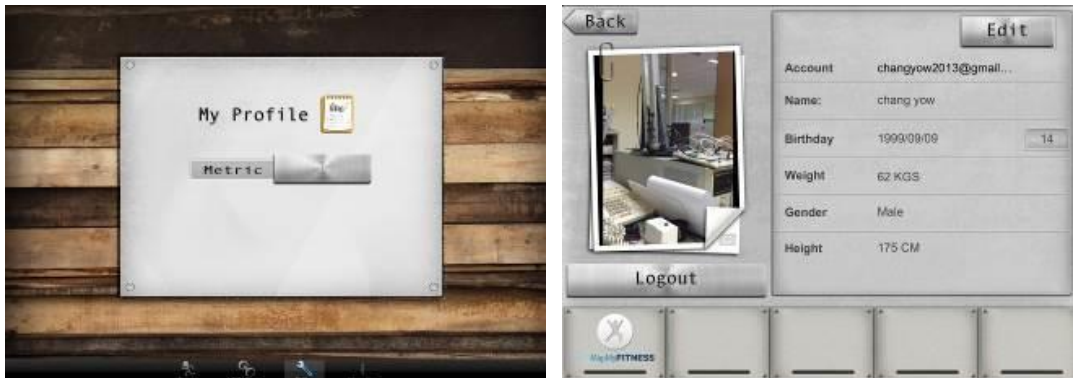 My Profile
Metric
Back
Edit
Account changyow2013@gmail...
Name: chang yow
Birthday 1999/09/09 14
Weight 62 KGS
Gender Male
Height 175 CM
Logout
MapMyFITNESS